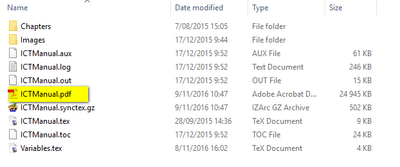 Name Date modified Type Size
Chapters 7/08/2015 15:05 File folder
Images 17/12/2015 9:44 File folder
ICTManual.aux 17/12/2015 9:52 AUX File 61 KB
ICTManual.log 17/12/2015 9:52 Text Document 246 KB
ICTManual.out 17/12/2015 9:52 OUT File 15 KB
ICTManual.pdf 9/11/2016 10:47 Adobe Acrobat D... 24 945 KB
ICTManual.synctex.gz 9/11/2016 10:47 IZArc GZ Archive 502 KB
ICTManual.tex 28/09/2015 14:36 TeX Document 9 KB
ICTManual.toc 17/12/2015 9:52 TOC File 24 KB
Variables.tex 8/11/2016 16:02 TeX Document 4 KB